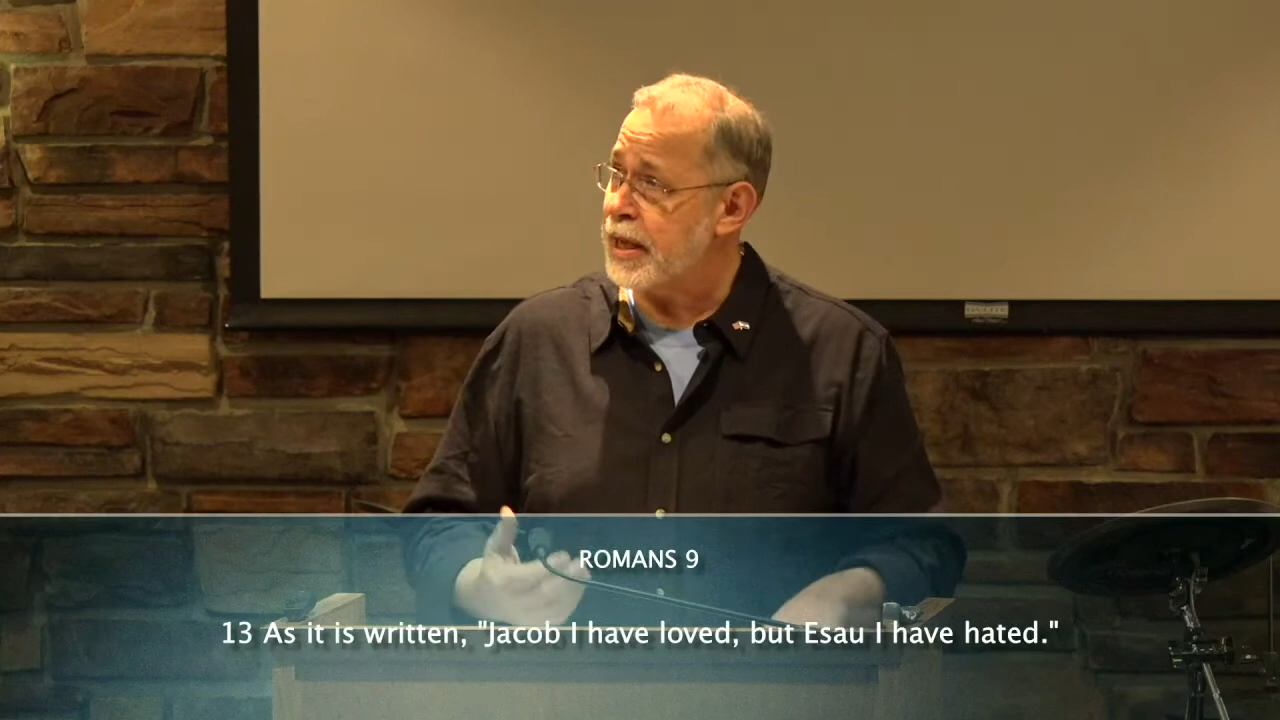 ROMANS 9
13 As it is written, "Jacob I have loved, but Esau I have hated."